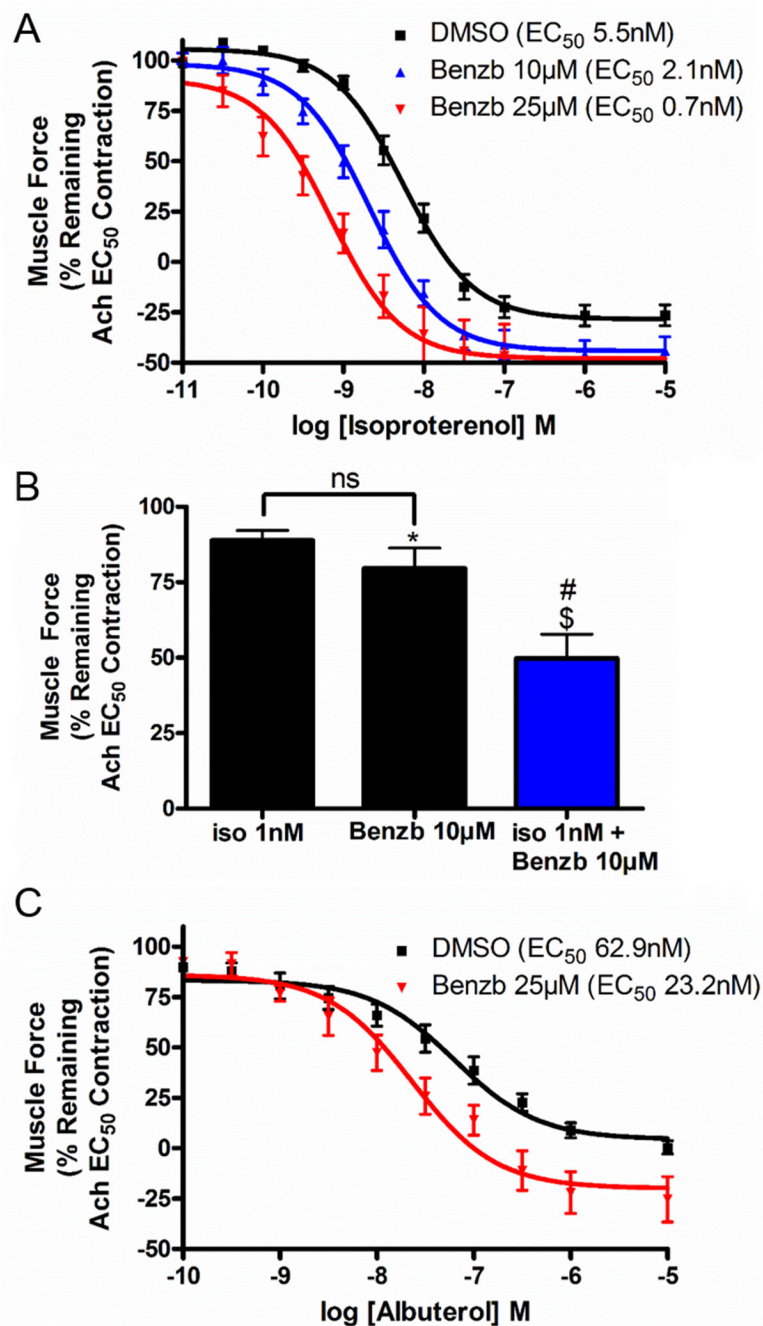 A
DMSO (EC50 5.5nM)
Benzb 10µM (EC50 2.1nM)
Benzb 25µM (EC50 0.7nM)
Muscle Force
(% Remaining
Ach EC50 Contraction)
100
75
50
25
0
-25
-50
-11 -10 -9 -8 -7 -6 -5
log [Isoproterenol] M
B
ns
*
#
$
Muscle Force
(% Remaining
Ach EC50 Contraction)
100
75
50
25
0
iso 1nM Benzb 10µM iso 1nM +
Benzb 10µM
C
DMSO (EC50 62.9nM)
Benzb 25µM (EC50 23.2nM)
Muscle Force
(% Remaining
Ach EC50 Contraction)
100
75
50
25
0
-25
-50
-10 -9 -8 -7 -6 -5
log [Albuterol] M